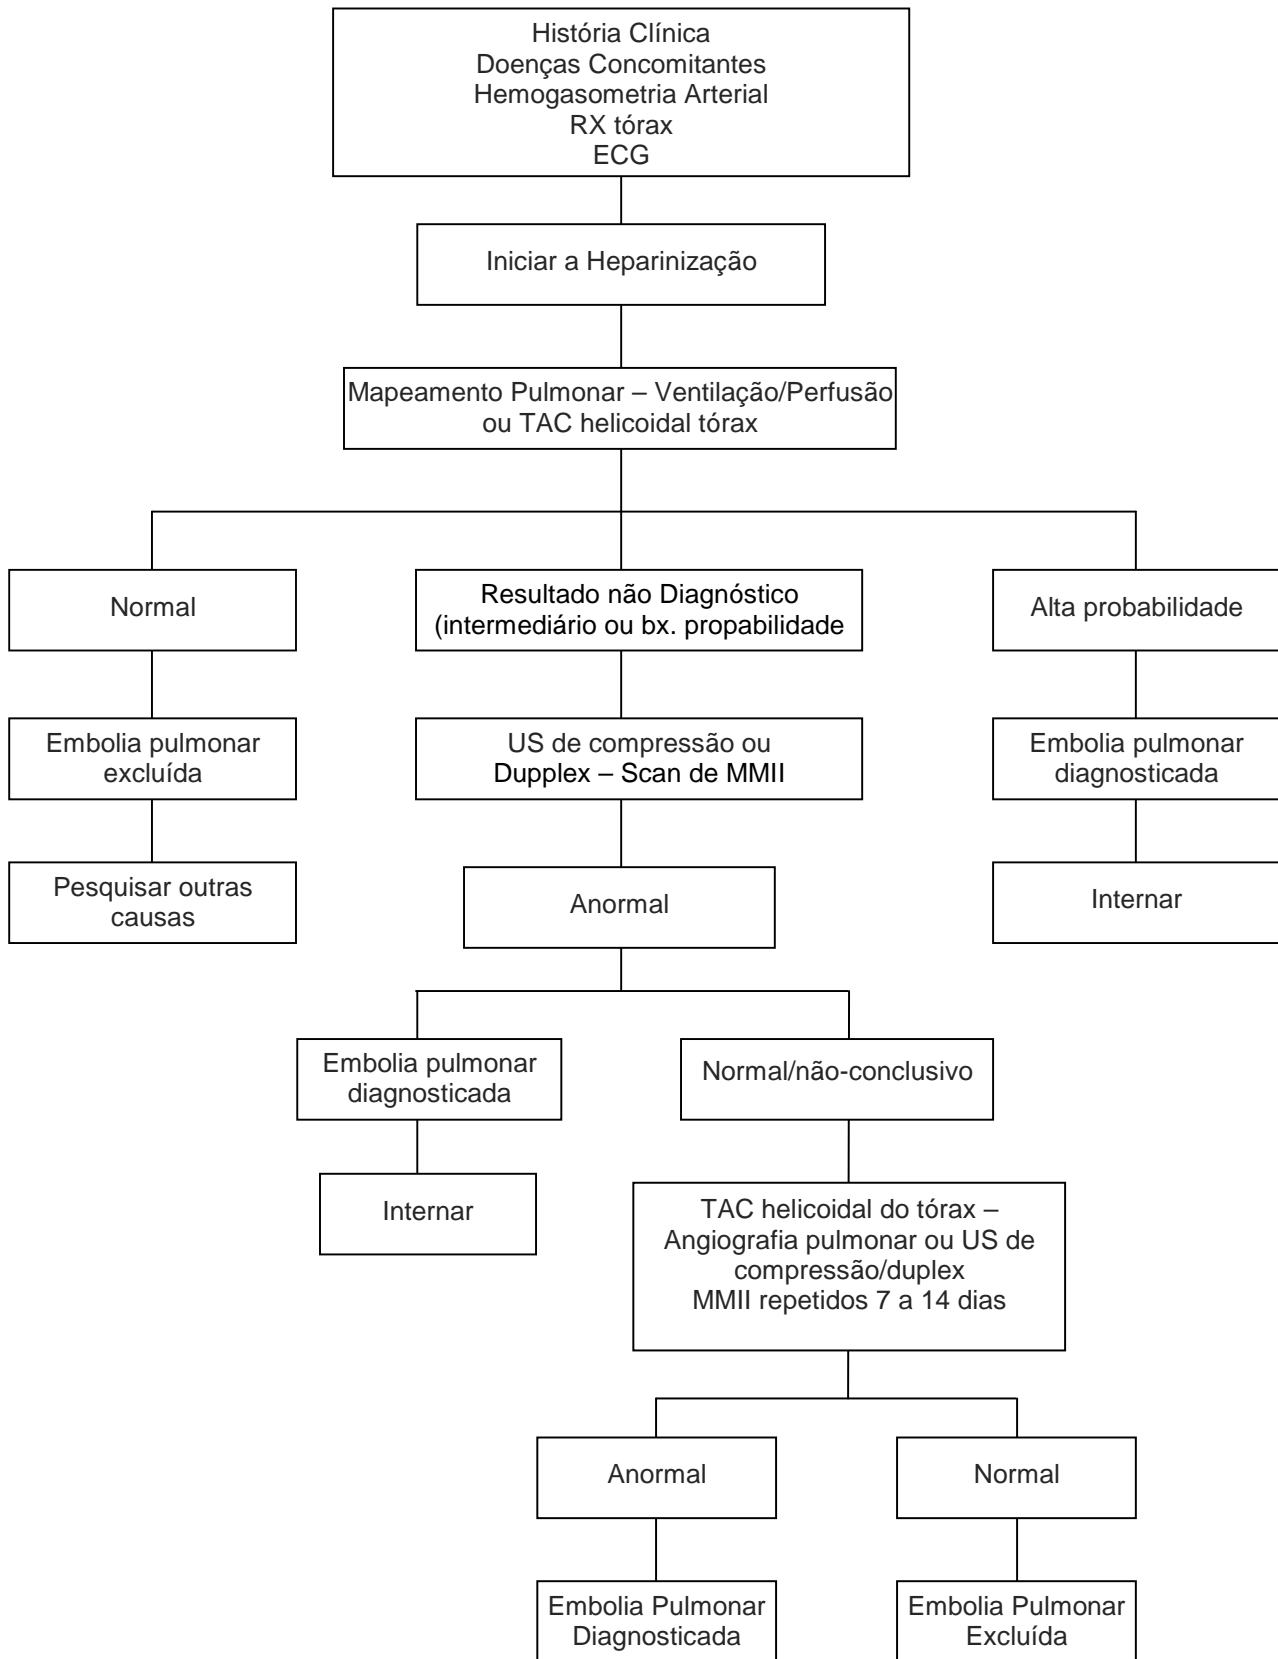 História Clínica
Doenças Concomitantes
Hemogasometria Arterial
RX tórax
ECG
Iniciar a Heparinização
Mapeamento Pulmonar – Ventilação/Perfusão
ou TAC helicoidal tórax
Normal
Resultado não Diagnóstico
(intermediário ou bx. propabilidade
Alta probabilidade
Embolia pulmonar
excluída
US de compressão ou
Dupplex – Scan de MMII
Embolia pulmonar
diagnosticada
Pesquisar outras
causas
Anormal
Internar
Embolia pulmonar
diagnosticada
Normal/não-conclusivo
Internar
TAC helicoidal do tórax –
Angiografia pulmonar ou US de
compressão/duplex
MMII repetidos 7 a 14 dias
Anormal
Normal
Embolia Pulmonar
Diagnosticada
Embolia Pulmonar
Excluída